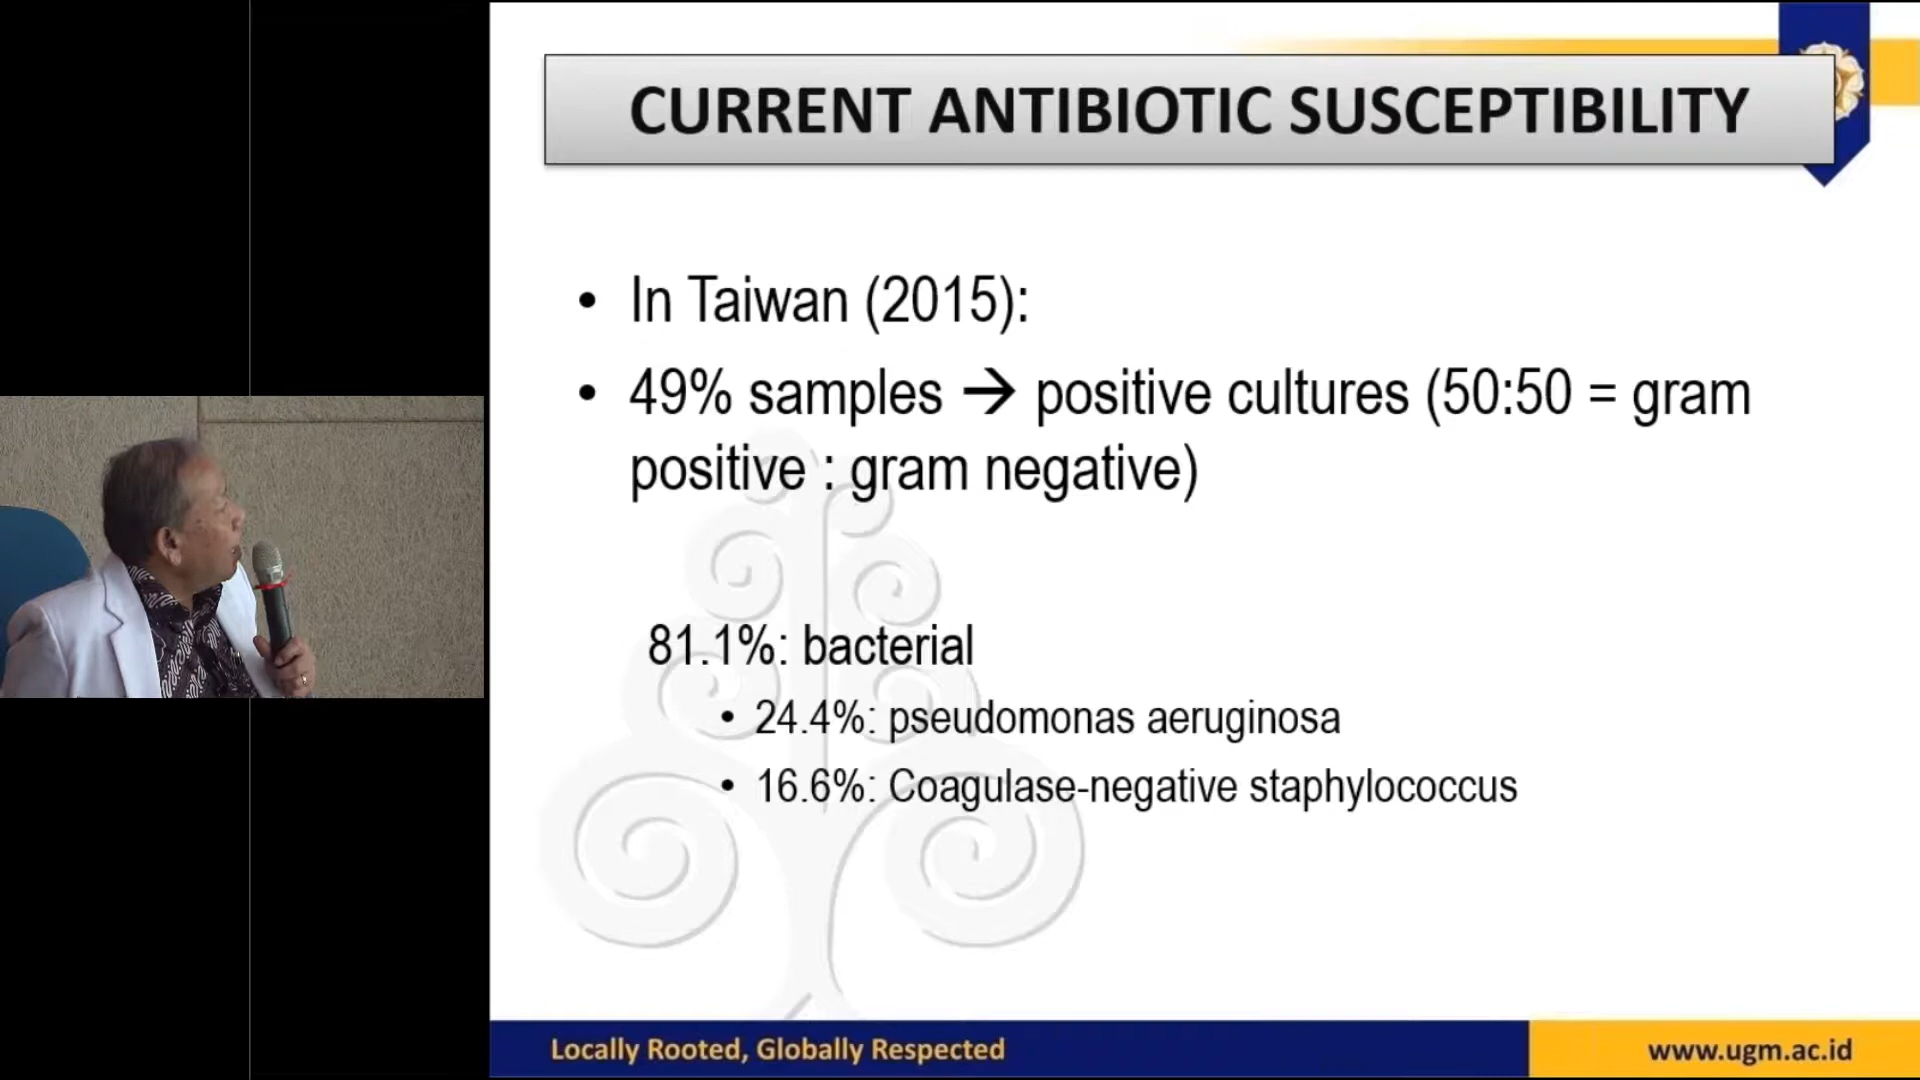 CURRENT ANTIBIOTIC SUSCEPTIBILITY
• In Taiwan (2015):
• 49% samples → positive cultures (50:50 = gram
positive : gram negative)
81.1%: bacterial
• 24.4%: pseudomonas aeruginosa
• 16.6%: Coagulase-negative staphylococcus
Locally Rooted, Globally Respected
www.ugm.ac.id